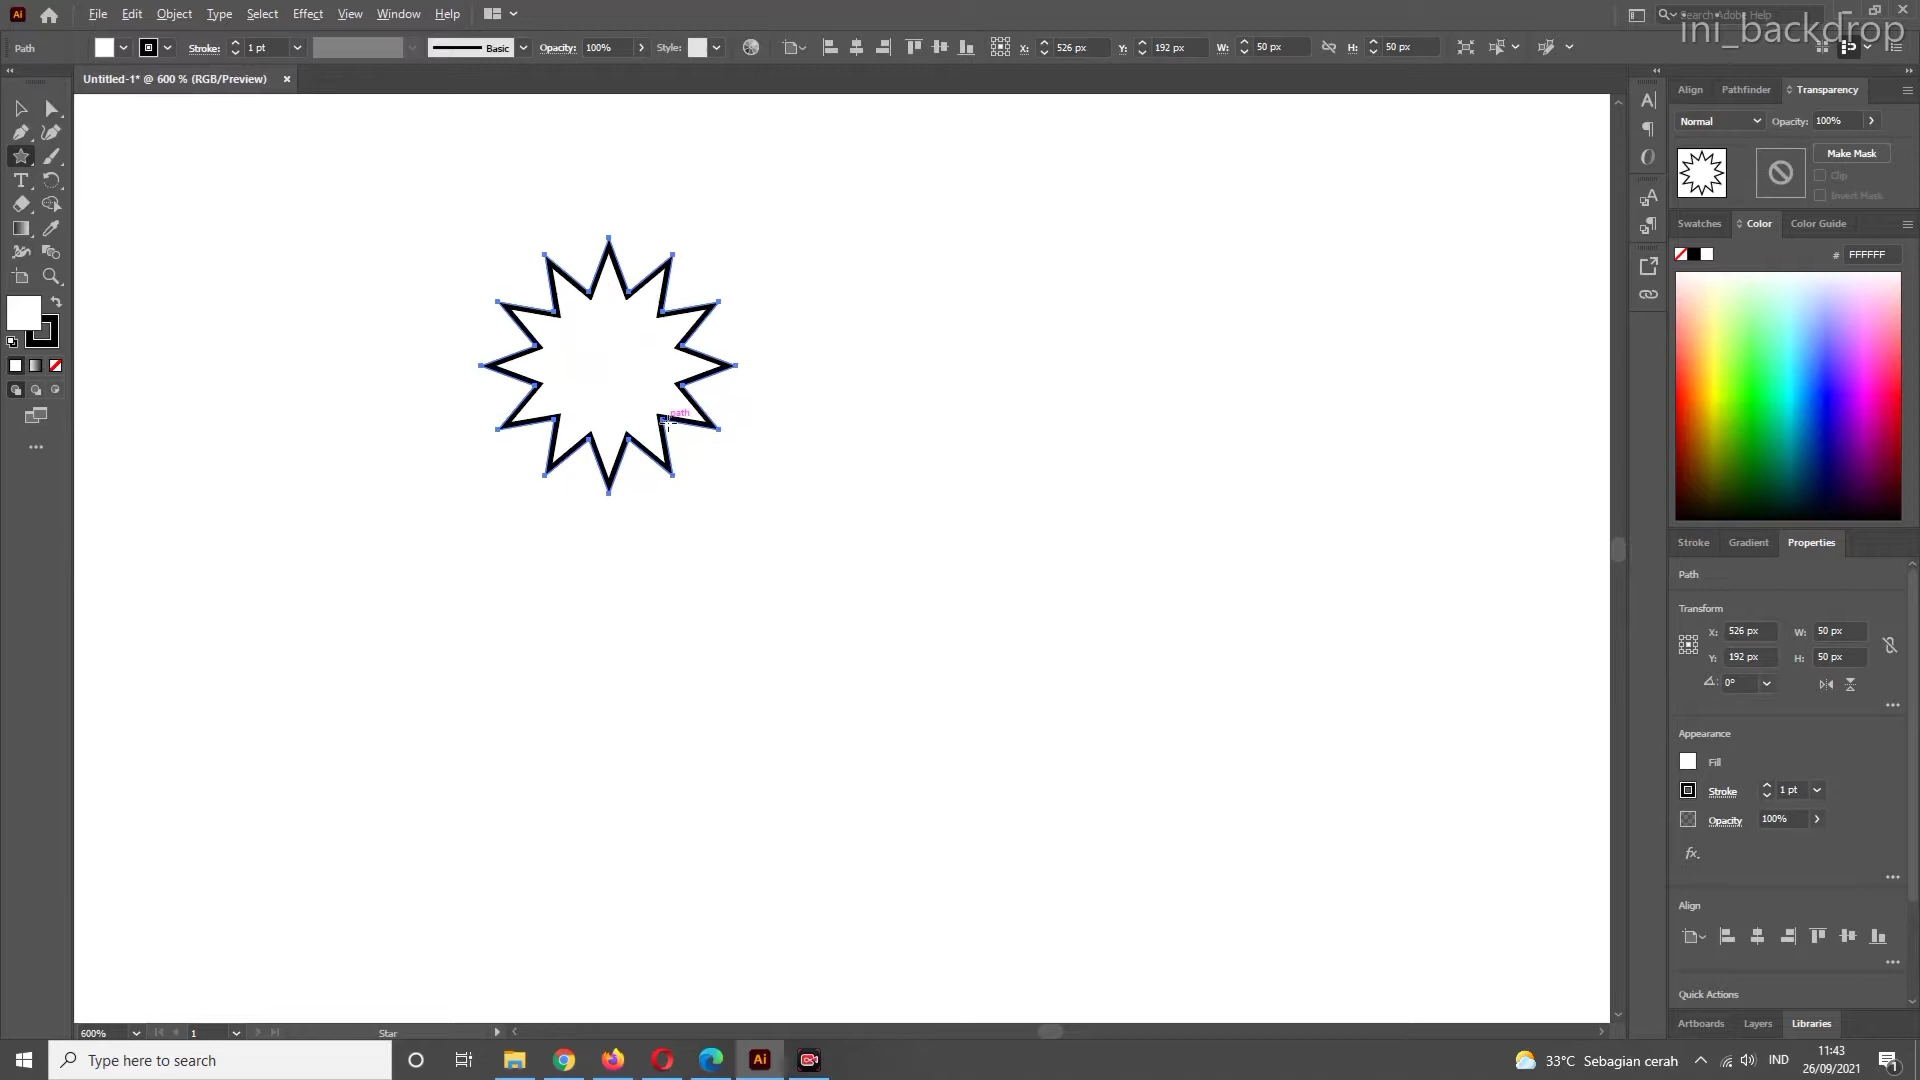 Ai File Edit Object Type Select Effect View Window Help Search Adobe Help
ini_backdrop
Path Stroke: 1 pt Basic Opacity: 100% Style: X: 526 px Y: 192 px W: 50 px H: 50 px
Untitled-1* @ 600 % (RGB/Preview)
Align Pathfinder Transparency
Normal Opacity: 100%
Make Mask
Clip
Invert Mask
Swatches Color Color Guide
# FFFFFF
path
Stroke Gradient Properties
Path
Transform
X: 526 px W: 50 px
Y: 192 px H: 50 px
0°
Appearance
Fill
Stroke 1 pt
Opacity 100%
fx.
Align
Quick Actions
Artboards Layers Libraries
600% 1 Star
Type here to search
Ai
33°C Sebagian cerah
IND
11:43
26/09/2021
1